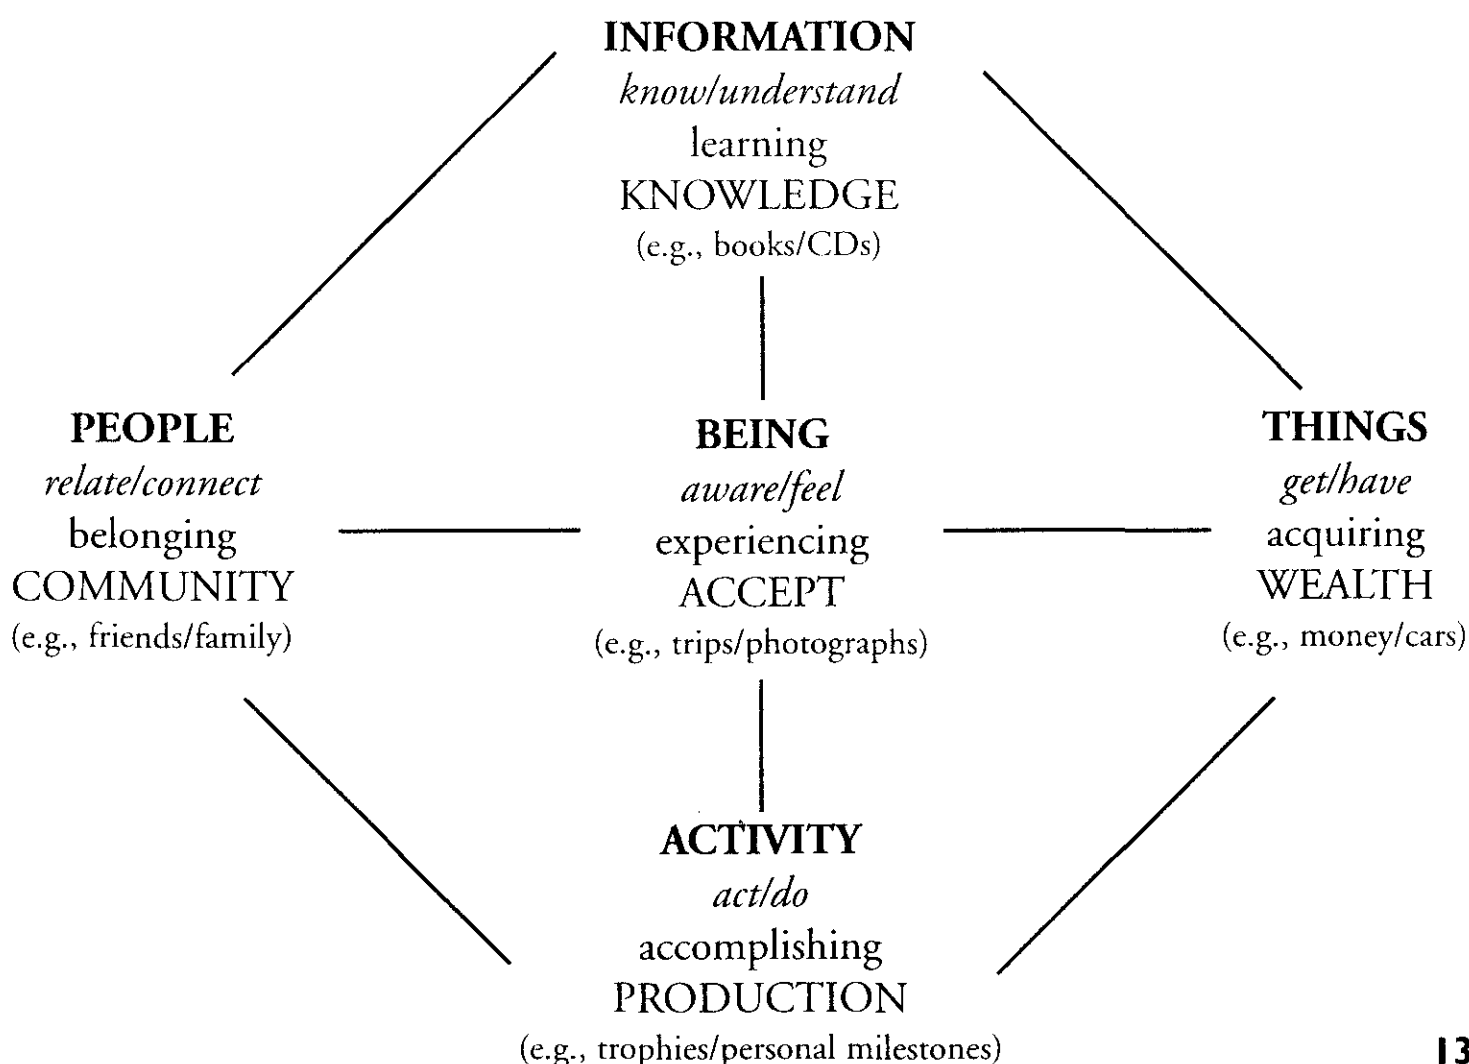 INFORMATION
know/understand
learning
KNOWLEDGE
(e.g., books/CDs)
PEOPLE
relate/connect
belonging
COMMUNITY
(e.g., friends/family)
BEING
aware/feel
experiencing
ACCEPT
(e.g., trips/photographs)
THINGS
get/have
acquiring
WEALTH
(e.g., money/cars)
ACTIVITY
act/do
accomplishing
PRODUCTION
(e.g., trophies/personal milestones)
13